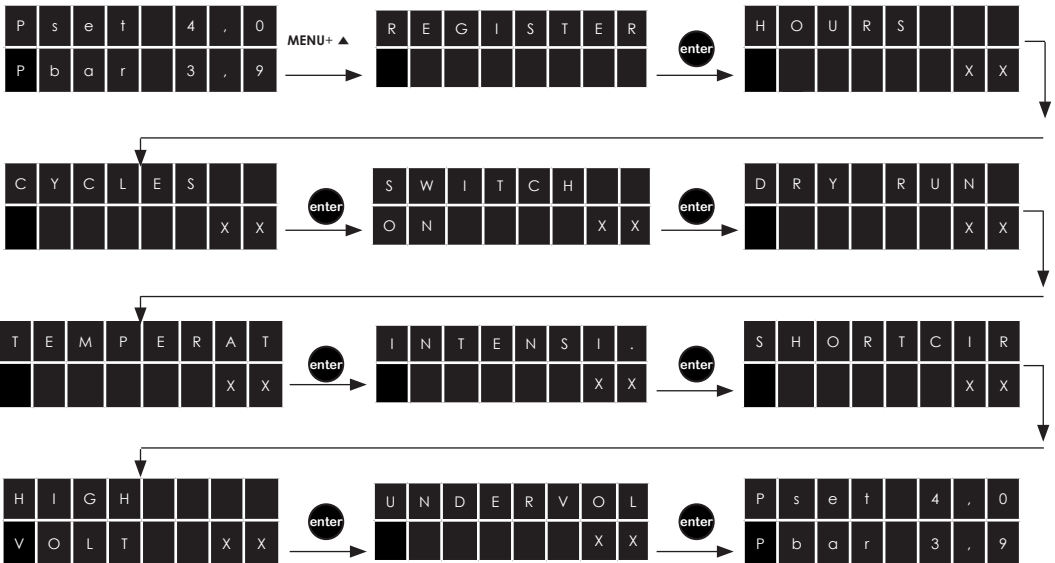 Pset 4,0
Pbar 3,9
MENU+ ▲
REGISTER
enter
HOURS
XX
CYCLES
XX
enter
SWITCH
ON XX
enter
DRY RUN
XX
TEMPERAT
XX
enter
INTENSI.
XX
enter
SHORTCIR
XX
HIGH
VOLT XX
enter
UNDERVOL
XX
enter
Pset 4,0
Pbar 3,9